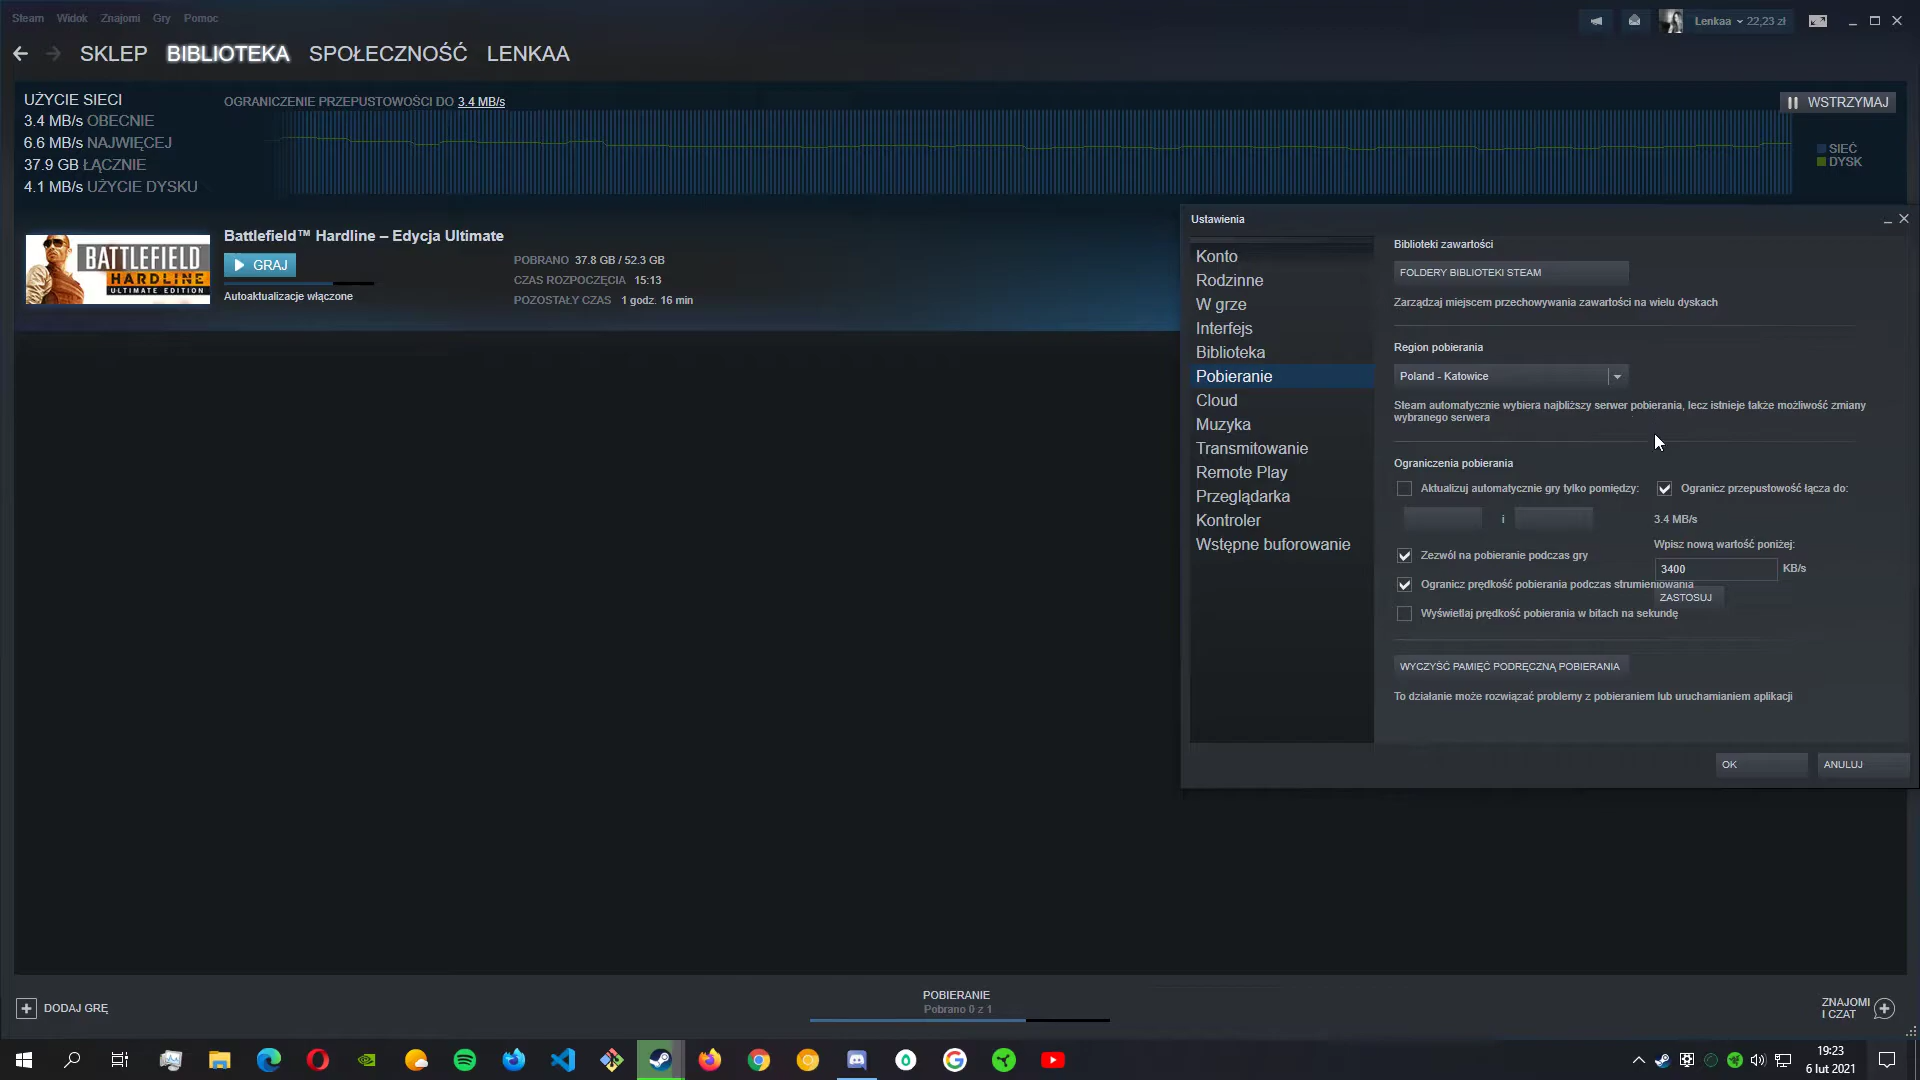 Steam Widok Znajomi Gry Pomoc
Lenkaa 22,23 zł
SKLEP BIBLIOTEKA SPOŁECZNOŚĆ LENKAA
UŻYCIE SIECI
3.4 MB/s OBECNIE
6.6 MB/s NAJWIĘCEJ
37.9 GB ŁĄCZNIE
4.1 MB/s UŻYCIE DYSKU
OGRANICZENIE PRZEPUSTOWOŚCI DO 3.4 MB/s
WSTRZYMAJ
SIEĆ
DYSK
BATTLEFIELD
HARDLINE
ULTIMATE EDITION
Battlefield™ Hardline – Edycja Ultimate
GRAJ
Autoaktualizacje włączone
POBRANO 37.8 GB / 52.3 GB
CZAS ROZPOCZĘCIA 15:13
POZOSTAŁY CZAS 1 godz. 16 min
Ustawienia
Konto
Rodzinne
W grze
Interfejs
Biblioteka
Pobieranie
Cloud
Muzyka
Transmitowanie
Remote Play
Przeglądarka
Kontroler
Wstępne buforowanie
Biblioteki zawartości
FOLDERY BIBLIOTEKI STEAM
Zarządzaj miejscem przechowywania zawartości na wielu dyskach
Region pobierania
Poland - Katowice
Steam automatycznie wybiera najbliższy serwer pobierania, lecz istnieje także możliwość zmiany
wybranego serwera
Ograniczenia pobierania
Aktualizuj automatycznie gry tylko pomiędzy:
i
Ogranicz przepustowość łącza do:
3.4 MB/s
Wpisz nową wartość poniżej:
3400 KB/s
ZASTOSUJ
Zezwól na pobieranie podczas gry
Ogranicz prędkość pobierania podczas strumieniowania
Wyświetlaj prędkość pobierania w bitach na sekundę
WYCZYŚĆ PAMIĘĆ PODRĘCZNĄ POBIERANIA
To działanie może rozwiązać problemy z pobieraniem lub uruchamianiem aplikacji
OK
ANULUJ
DODAJ GRĘ
POBIERANIE
Pobrano 0 z 1
ZNAJOMI
I CZAT
19:23
6 lut 2021